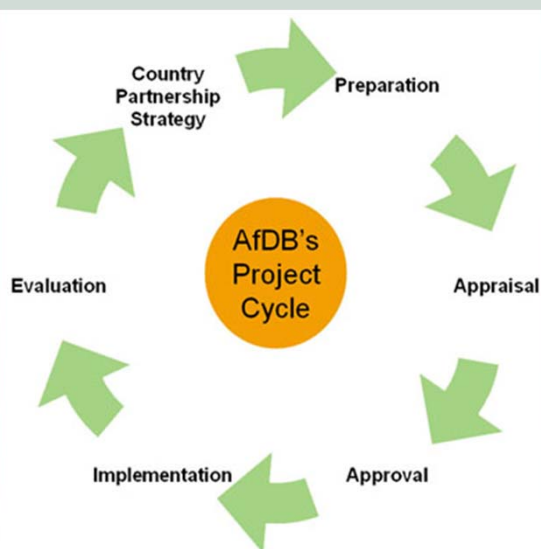 Country
Partnership
Strategy
Preparation
AfDB's
Project
Cycle
Evaluation
Appraisal
Implementation
Approval